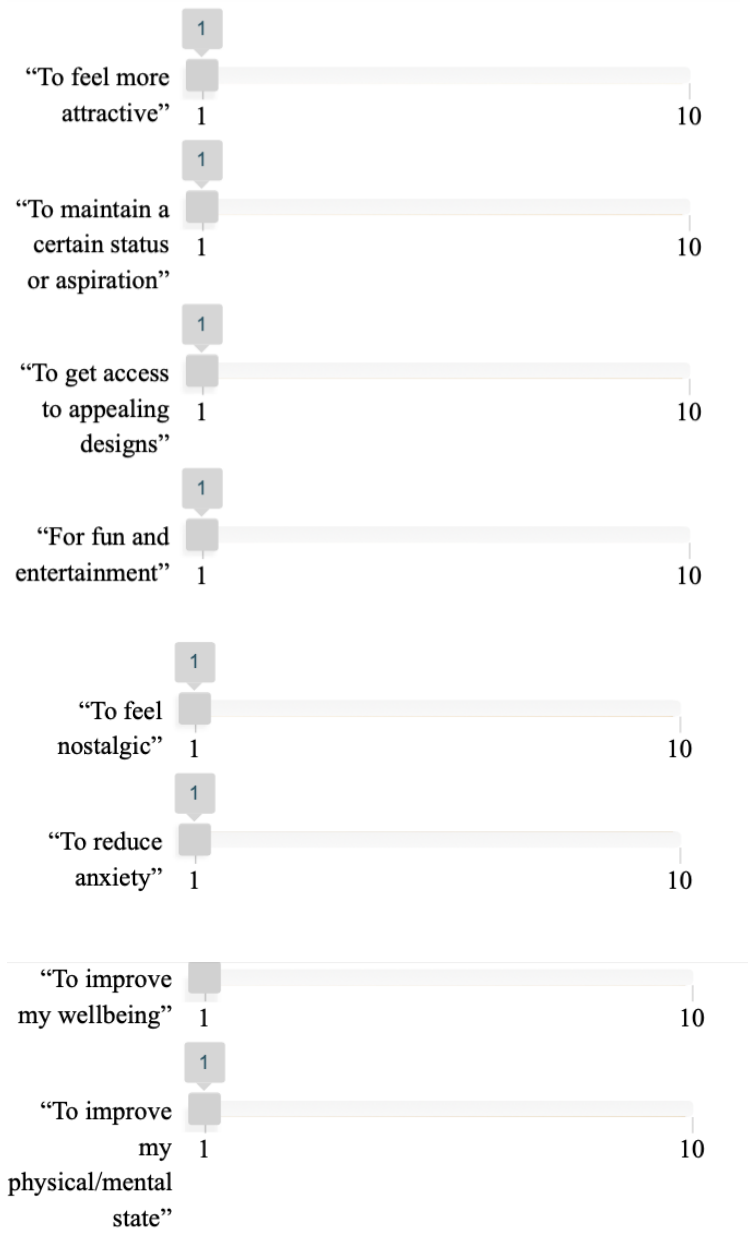 1
“To feel more
attractive”
1 10
1
“To maintain a
certain status
or aspiration”
1 10
1
“To get access
to appealing
designs”
1 10
1
“For fun and
entertainment”
1 10
1
“To feel
nostalgic”
1 10
1
“To reduce
anxiety”
1 10
“To improve
my wellbeing”
1 10
1
“To improve
my
physical/mental
state”
1 10